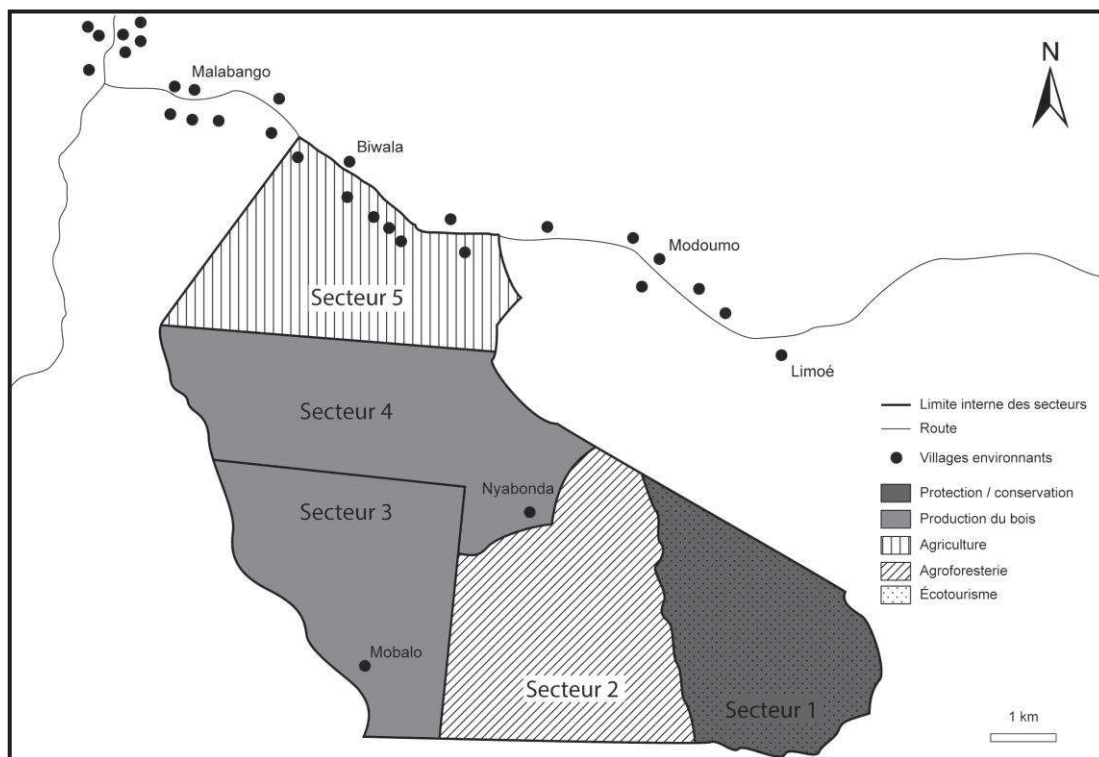 N
Malabango
Biwala
Modoumo
Secteur 5
Limoé
Limite interne des secteurs
Secteur 4
Route
Villages environnants
Nyabonda
Protection / conservation
Secteur 3
Production du bois
Agriculture
Agroforesterie
Écotourisme
Mobalo
Secteur 2
Secteur 1
1 km